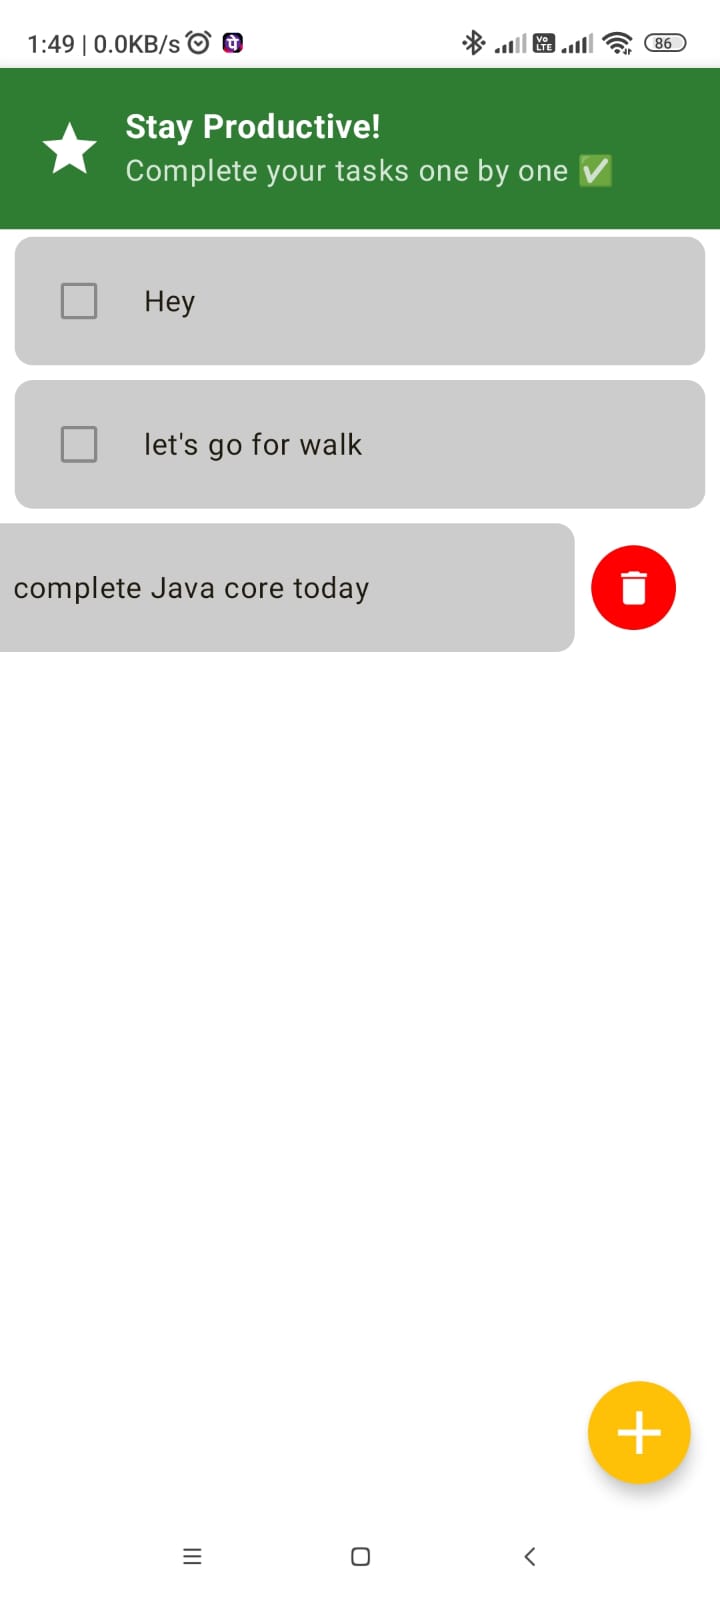 1:49 | 0.0KB/s पे Vo LTE 86
Stay Productive!
Complete your tasks one by one ✅
Hey
let's go for walk
complete Java core today